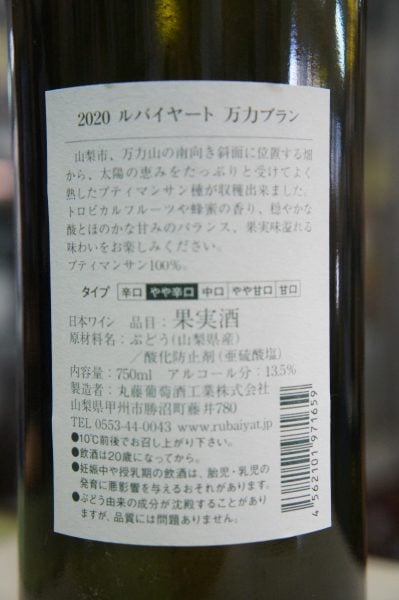 2020 ルバイヤート 万力ブラン
山梨市、万力山の南向き斜面に位置する畑
から、太陽の恵みをたっぷりと受けてよく
熟したプティマンサン種が収穫出来ました。
トロピカルフルーツや蜂蜜の香り、穏やかな
酸とほのかな甘みのバランス、果実味溢れる
味わいをお楽しみください。
プティマンサン100%。
タイプ 辛口 やや辛口 中口 やや甘口 甘口
日本ワイン 品目：果実酒
原材料名：ぶどう(山梨県産)
／酸化防止剤(亜硫酸塩)
内容量：750ml アルコール分：13.5%
製造者：丸藤葡萄酒工業株式会社
山梨県甲州市勝沼町藤井780
TEL 0553-44-0043 www.rubaiyat.jp
●10℃前後でお召し上がり下さい。
●飲酒は20歳になってから。
●妊娠中や授乳期の飲酒は、胎児・乳児の
発育に悪影響を与えるおそれがあります。
●ぶどう由来の成分が沈殿することがあり
ますが、品質には問題ありません。
4 562101 971659